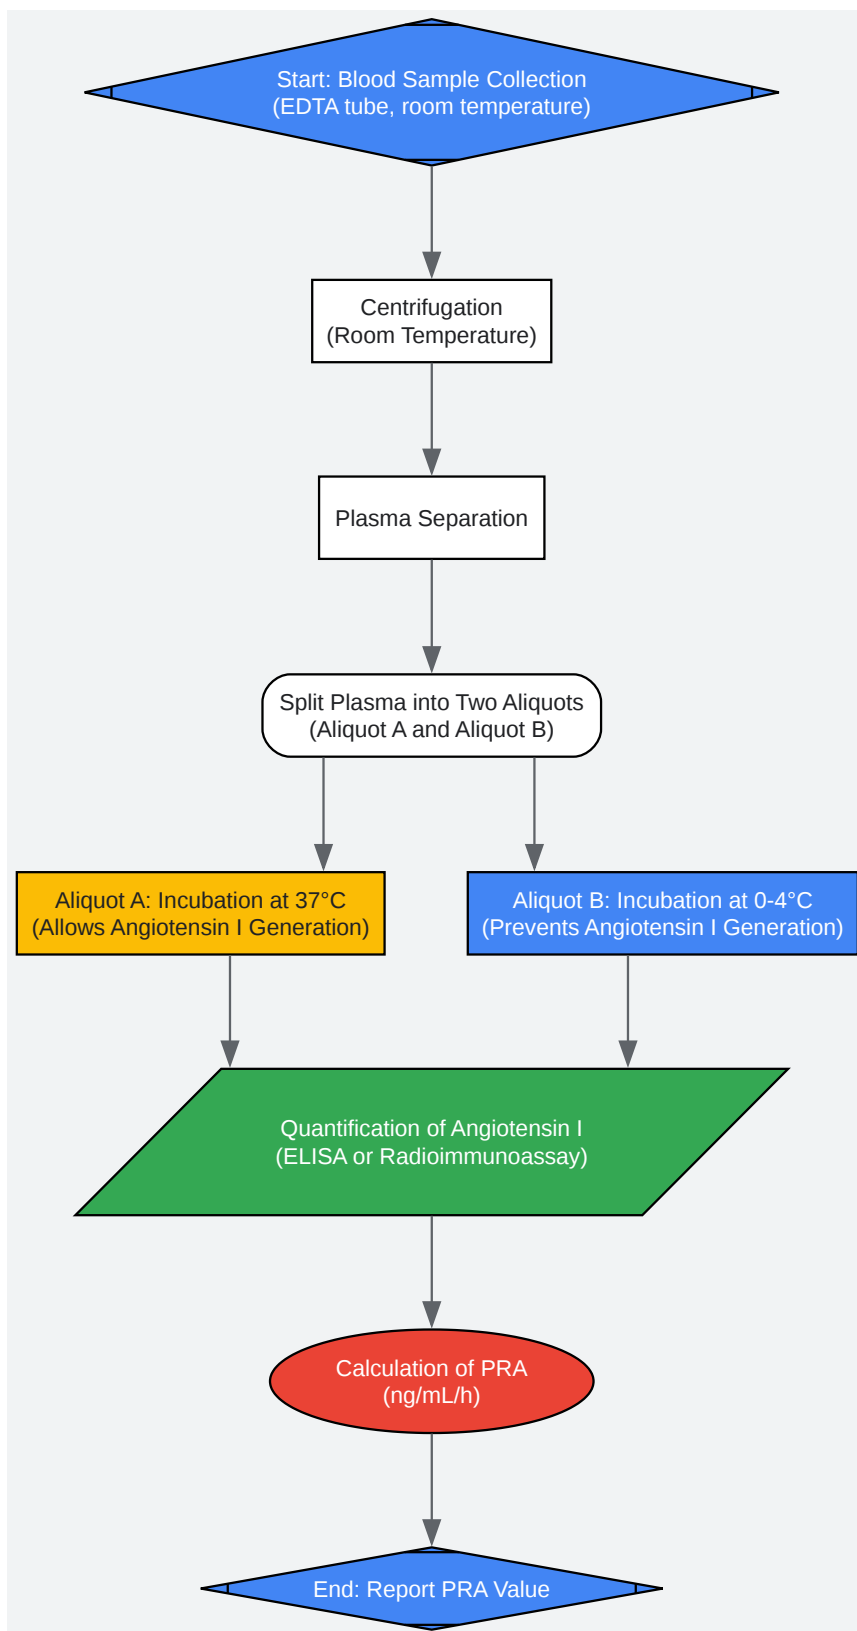 Start: Blood Sample Collection
(EDTA tube, room temperature)
Centrifugation
(Room Temperature)
Plasma Separation
Split Plasma into Two Aliquots
(Aliquot A and Aliquot B)
Aliquot A: Incubation at 37°C
(Allows Angiotensin I Generation)
Aliquot B: Incubation at 0-4°C
(Prevents Angiotensin I Generation)
Quantification of Angiotensin I
(ELISA or Radioimmunoassay)
Calculation of PRA
(ng/mL/h)
End: Report PRA Value